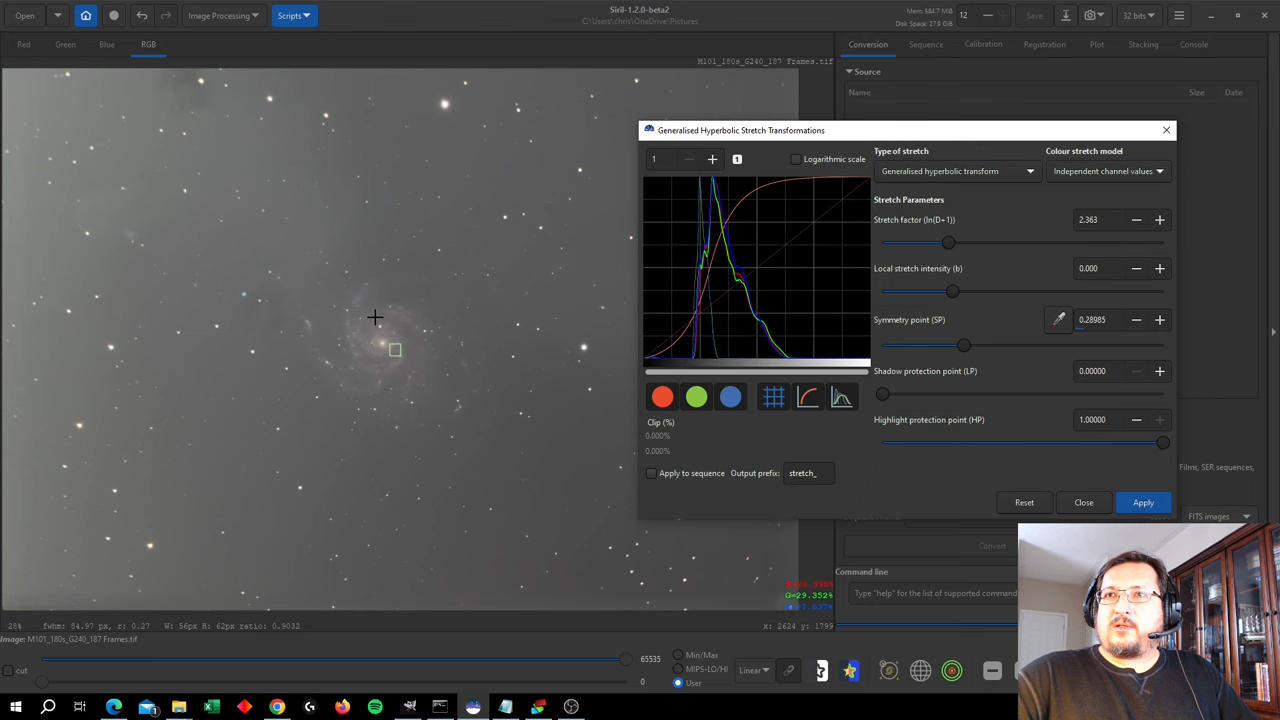 Open
Image Processing
Scripts
Siril-1.2.0-beta2
C:\Users\chris\OneDrive\Pictures
Mem: 584.7 MiB
Disk Space: 27.9 GiB
12
Save
32 bits
Red
Green
Blue
RGB
M101_180s_G240_187 Frames.tif
Conversion
Sequence
Calibration
Registration
Plot
Stacking
Console
Source
Name
Size
Date
Generalised Hyperbolic Stretch Transformations
1
1
Logarithmic scale
Type of stretch
Colour stretch model
Generalised hyperbolic transform
Independent channel values
Stretch Parameters
Stretch factor (ln(D+1))
2.363
Local stretch intensity (b)
0.000
Symmetry point (SP)
0.28985
Shadow protection point (LP)
0.00000
Highlight protection point (HP)
1.00000
Clip (%)
0.000%
0.000%
Apply to sequence
Output prefix:
stretch_
Reset
Close
Apply
Films, SER sequences,
FITS images
Convert
Command line
Type "help" for the list of supported comman
G=29.352%
28%
fwhm: 84.97 px, r: 0.27
W: 56px H: 62px ratio: 0.9032
x: 2624 y: 1799
Image: M101_180s_G240_187 Frames.tif
cut
65535
0
Min/Max
MIPS-LO/HI
User
Linear